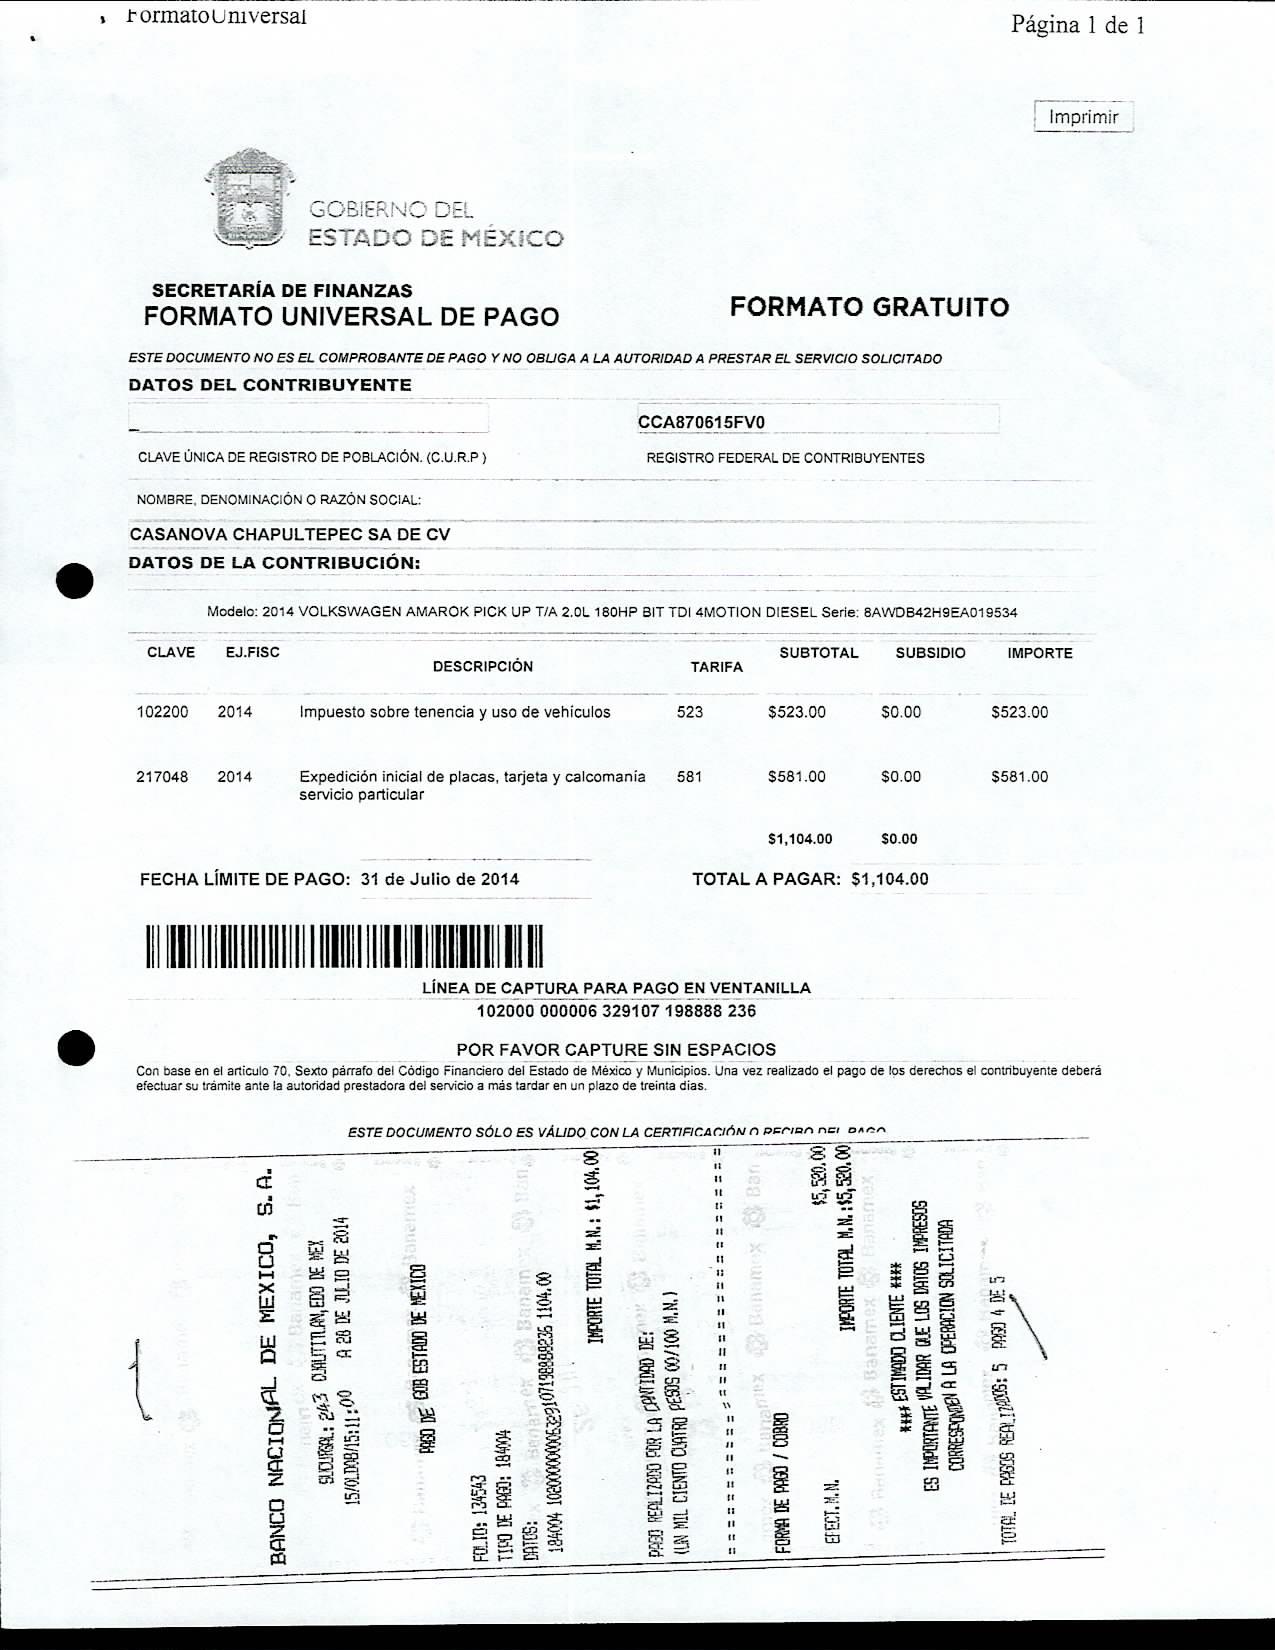 FormatoUniversal
Página 1 de 1
Imprimir
GOBIERNO DEL
ESTADO DE MÉXICO
SECRETARÍA DE FINANZAS
FORMATO UNIVERSAL DE PAGO
FORMATO GRATUITO
ESTE DOCUMENTO NO ES EL COMPROBANTE DE PAGO Y NO OBLIGA A LA AUTORIDAD A PRESTAR EL SERVICIO SOLICITADO
DATOS DEL CONTRIBUYENTE
CCA870615FV0
CLAVE ÚNICA DE REGISTRO DE POBLACIÓN. (C.U.R.P ) REGISTRO FEDERAL DE CONTRIBUYENTES
NOMBRE, DENOMINACIÓN O RAZÓN SOCIAL:
CASANOVA CHAPULTEPEC SA DE CV
DATOS DE LA CONTRIBUCIÓN:
Modelo: 2014 VOLKSWAGEN AMAROK PICK UP T/A 2.0L 180HP BIT TDI 4MOTION DIESEL Serie: 8AWDB42H9EA019534
CLAVE EJ.FISC DESCRIPCIÓN TARIFA SUBTOTAL SUBSIDIO IMPORTE
102200 2014 Impuesto sobre tenencia y uso de vehículos 523 $523.00 $0.00 $523.00
217048 2014 Expedición inicial de placas, tarjeta y calcomanía 581 $581.00 $0.00 $581.00
servicio particular
$1,104.00 $0.00
FECHA LÍMITE DE PAGO: 31 de Julio de 2014 TOTAL A PAGAR: $1,104.00
LÍNEA DE CAPTURA PARA PAGO EN VENTANILLA
102000 000006 329107 198888 236
POR FAVOR CAPTURE SIN ESPACIOS
Con base en el articulo 70, Sexto párrafo del Código Financiero del Estado de México y Municipios. Una vez realizado el pago de los derechos el contribuyente deberá
efectuar su trámite ante la autoridad prestadora del servicio a más tardar en un plazo de treinta dias.
ESTE DOCUMENTO SÓLO ES VÁLIDO CON LA CERTIFICACIÓN O RECIBO DEL PAGO
BANCO NACIONAL DE MEXICO, S.A.
SUCURSAL: 243 CUAUTITLAN,EDO DE MEX
15/OLDAB/15:11:00 A 28 DE JULIO DE 2014
PAGO DE GOB ESTADO DE MEXICO
FOLIO: 134543
TIPO DE PAGO: 184004
DATOS:
184004 102000000006329107198888236 1104.00
IMPORTE TOTAL M.N.: $1,104.00
PAGO REALIZADO POR LA CANTIDAD DE:
(UN MIL CIENTO CUATRO PESOS 00/100 M.N.)
FORMA DE PAGO / COBRO
EFECT.M.N. $5,520.00
IMPORTE TOTAL M.N.:$5,520.00
**** ESTIMADO CLIENTE ****
ES IMPORTANTE VALIDAR QUE LOS DATOS IMPRESOS
CORRESPONDEN A LA OPERACION SOLICITADA
TOTAL DE PAGOS REALIZADOS: 5 PAGO 4 DE 5